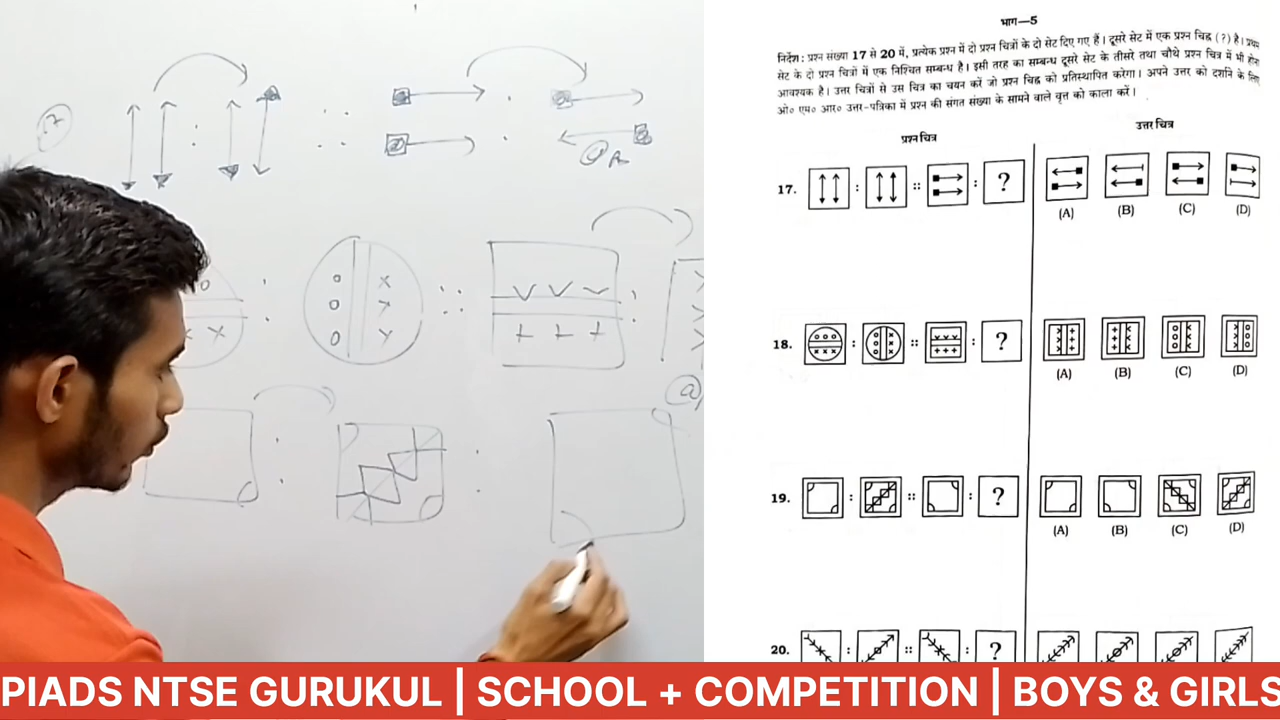 भाग—5
निर्देश : प्रश्न संख्या 17 से 20 में, प्रत्येक प्रश्न में दो प्रश्न चित्रों के दो सेट दिए गए हैं। दूसरे सेट में एक प्रश्न चिह्न (?) है। प्रथम
सेट के दो प्रश्न चित्रों में एक निश्चित सम्बन्ध है। इसी तरह का सम्बन्ध दूसरे सेट के तीसरे तथा चौथे प्रश्न चित्र में भी होना
आवश्यक है। उत्तर चित्रों से उस चित्र का चयन करें जो प्रश्न चिह्न को प्रतिस्थापित करेगा। अपने उत्तर को दर्शाने के लिए
ओ० एम० आर० उत्तर-पत्रिका में प्रश्न की संगत संख्या के सामने वाले वृत्त को काला करें।
प्रश्न चित्र
उत्तर चित्र
17. : :: : ?
(A) (B) (C) (D)
18. : :: : ?
(A) (B) (C) (D)
19. : :: : ?
(A) (B) (C) (D)
20. : :: : ?
PIADS NTSE GURUKUL | SCHOOL + COMPETITION | BOYS & GIRLS